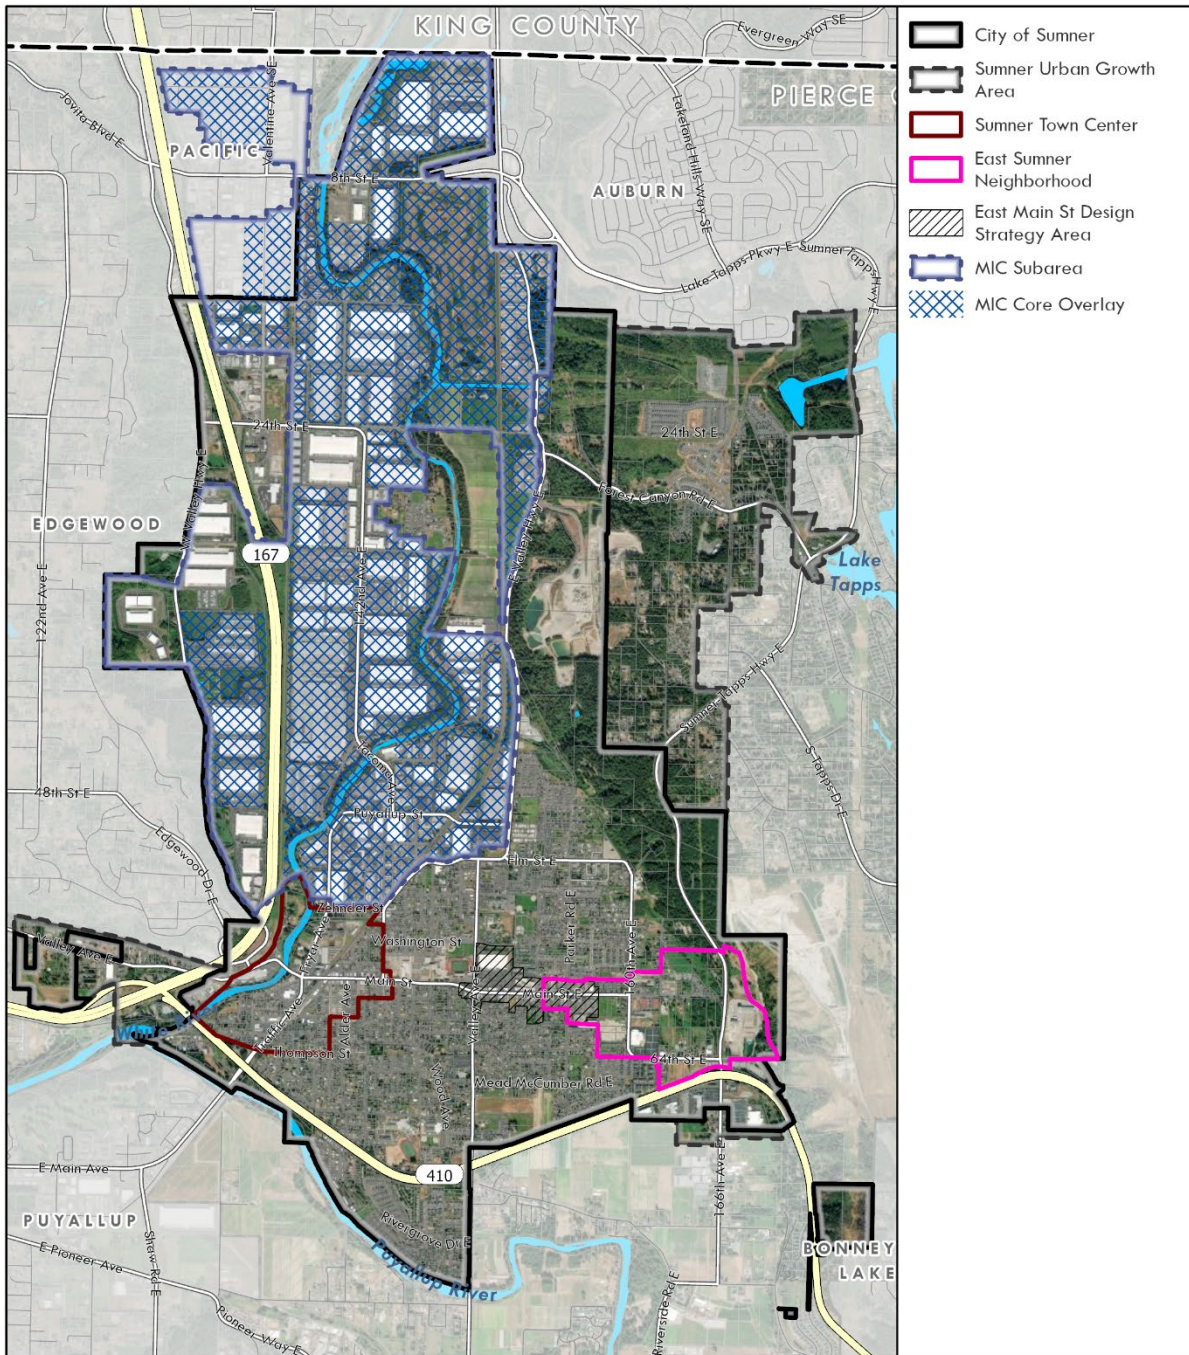 KING COUNTY
Evergreen Way SE
PIERCE C
Jovita Blvd E
Valentine Ave SE
PACIFIC
8th St E
Lakeland Hills Way SE
AUBURN
Lake Tapps Pkwy E
Sumner Tapps Hwy E
24th St E
24th St E
W Valley Hwy E
Forest Canyon Rd E
EDGEWOOD
167
122nd Ave E
142nd Ave E
E Valley Hwy E
Lake
Tapps
Sumner Tapps Hwy E
S Tapps Dr E
Tacoma Ave
48th St E
Puyallup St
Edgewood Dr E
Elm St E
Zehnder St
Parker Rd E
160th Ave E
Valley Ave E
Fryar Ave
Washington St
Main St
Valley Ave E
Main St E
White River
Traffic Ave
Alder Ave
Thompson St
64th St E
Wood Ave
Mead McCumber Rd E
E Main Ave
410
166th Ave E
PUYALLUP
Shaw Rd E
Rivergrove Dr E
E Pioneer Ave
Puyallup River
BONNEY
LAKE
Riverside Rd E
Pioneer Way E
City of Sumner
Sumner Urban Growth
Area
Sumner Town Center
East Sumner
Neighborhood
East Main St Design
Strategy Area
MIC Subarea
MIC Core Overlay